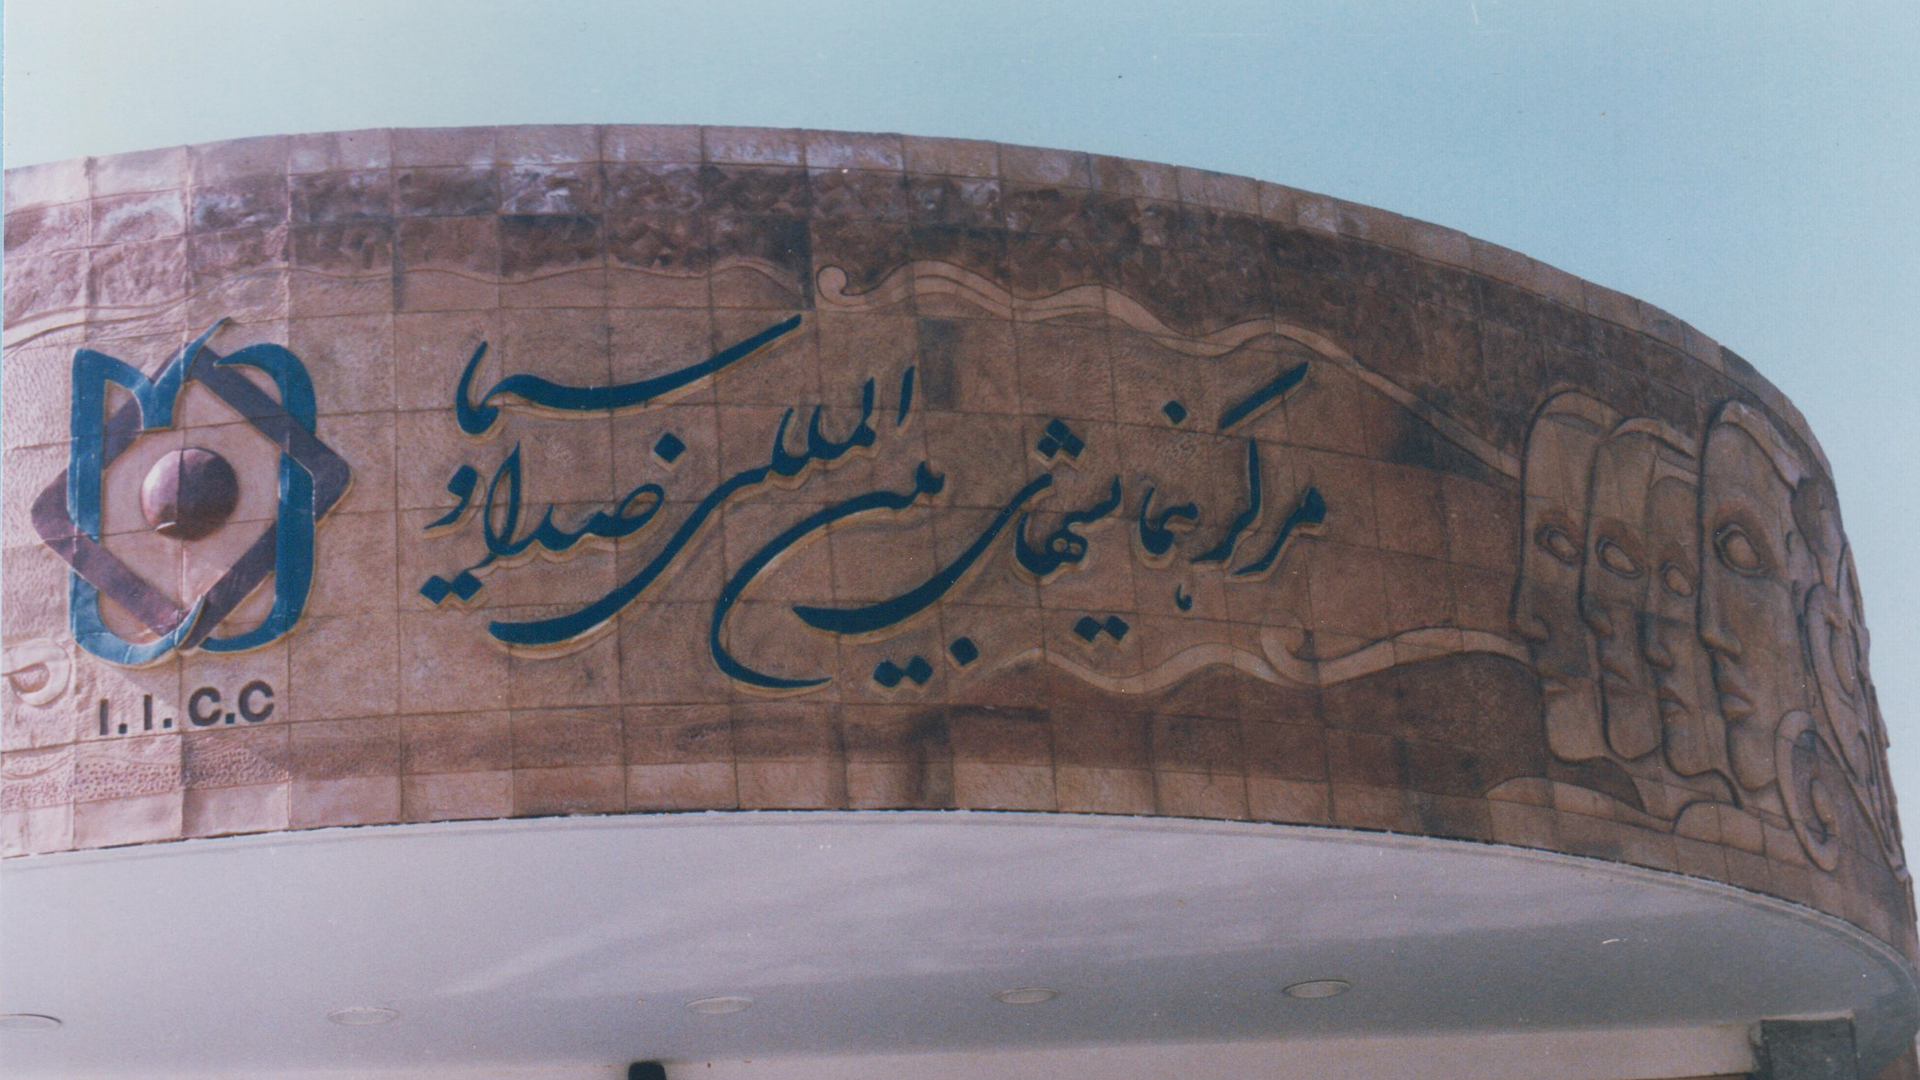 مرکز همایشهای بین المللی صدا و سیما
I.I.C.C